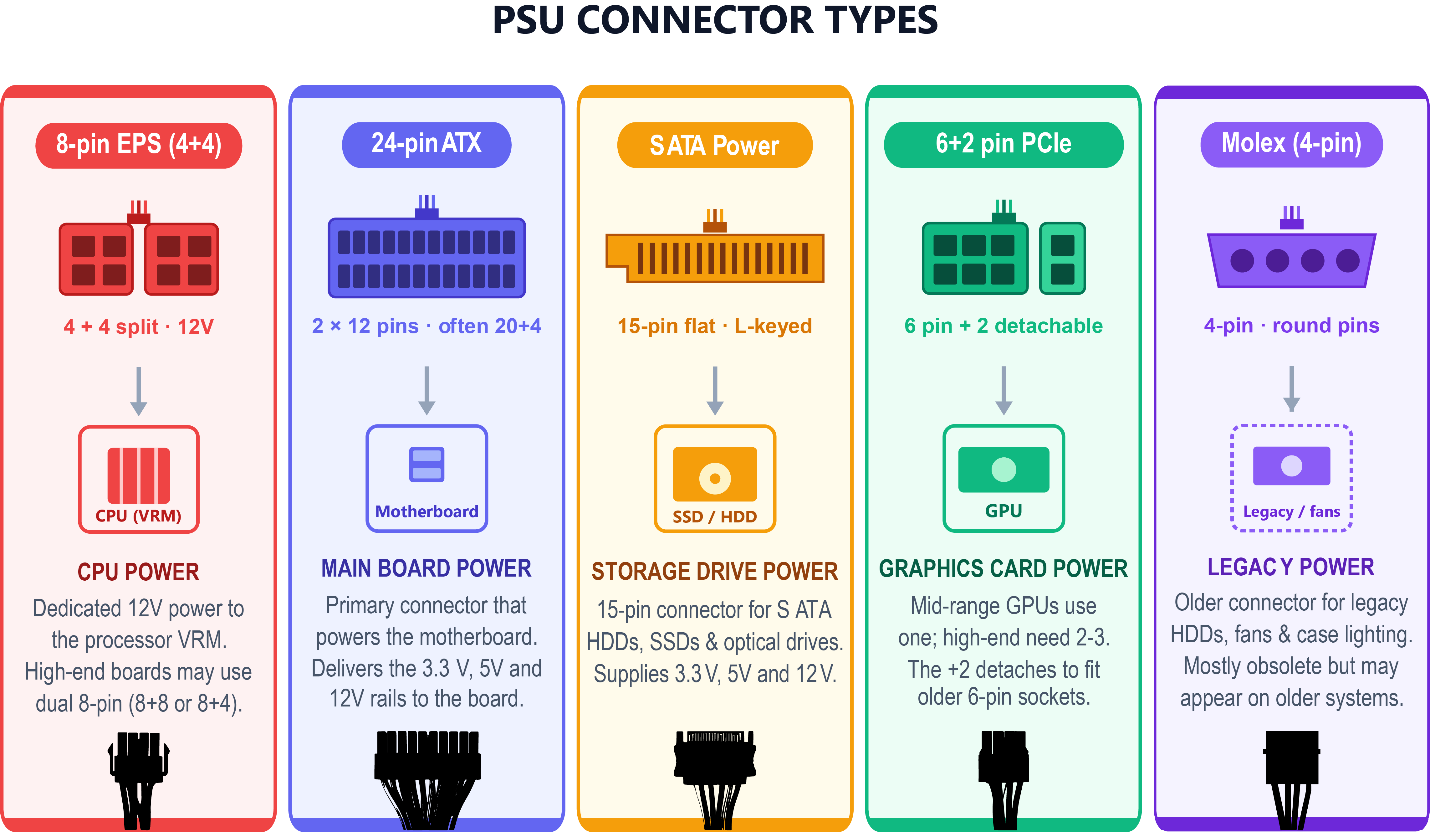 PSU CONNECTOR TYPES
8-pin EPS (4+4)
4 + 4 split · 12V
CPU (VRM)
CPU POWER
Dedicated 12V power to
the processor VRM.
High-end boards may use
dual 8-pin (8+8 or 8+4).
24-pin ATX
2 × 12 pins · often 20+4
Motherboard
MAIN BOARD POWER
Primary connector that
powers the motherboard.
Delivers the 3.3 V, 5V and
12V rails to the board.
SATA Power
15-pin flat · L-keyed
SSD / HDD
STORAGE DRIVE POWER
15-pin connector for SATA
HDDs, SSDs & optical drives.
Supplies 3.3 V, 5V and 12 V.
6+2 pin PCIe
6 pin + 2 detachable
GPU
GRAPHICS CARD POWER
Mid-range GPUs use
one; high-end need 2-3.
The +2 detaches to fit
older 6-pin sockets.
Molex (4-pin)
4-pin · round pins
Legacy / fans
LEGACY POWER
Older connector for legacy
HDDs, fans & case lighting.
Mostly obsolete but may
appear on older systems.